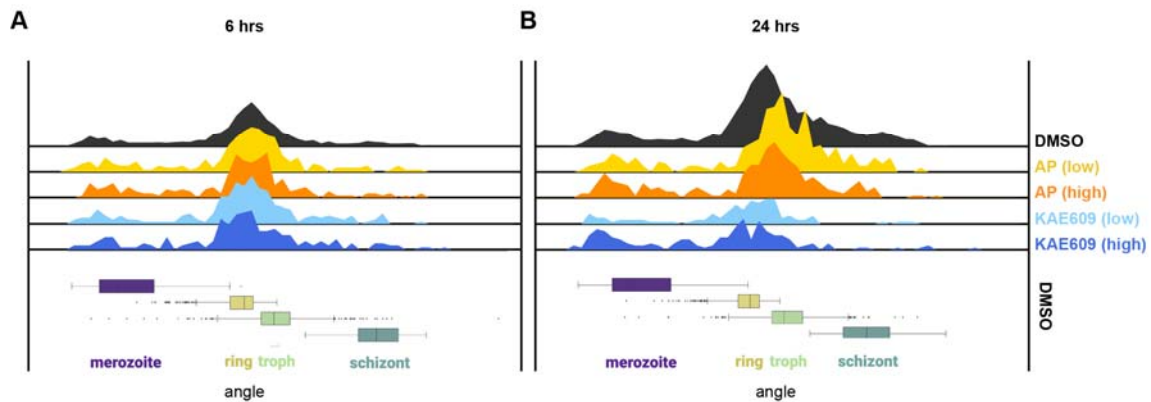 A
6 hrs
B
24 hrs
DMSO
AP (low)
AP (high)
KAE609 (low)
KAE609 (high)
DMSO
merozoite ring troph schizont
merozoite ring troph schizont
angle
angle